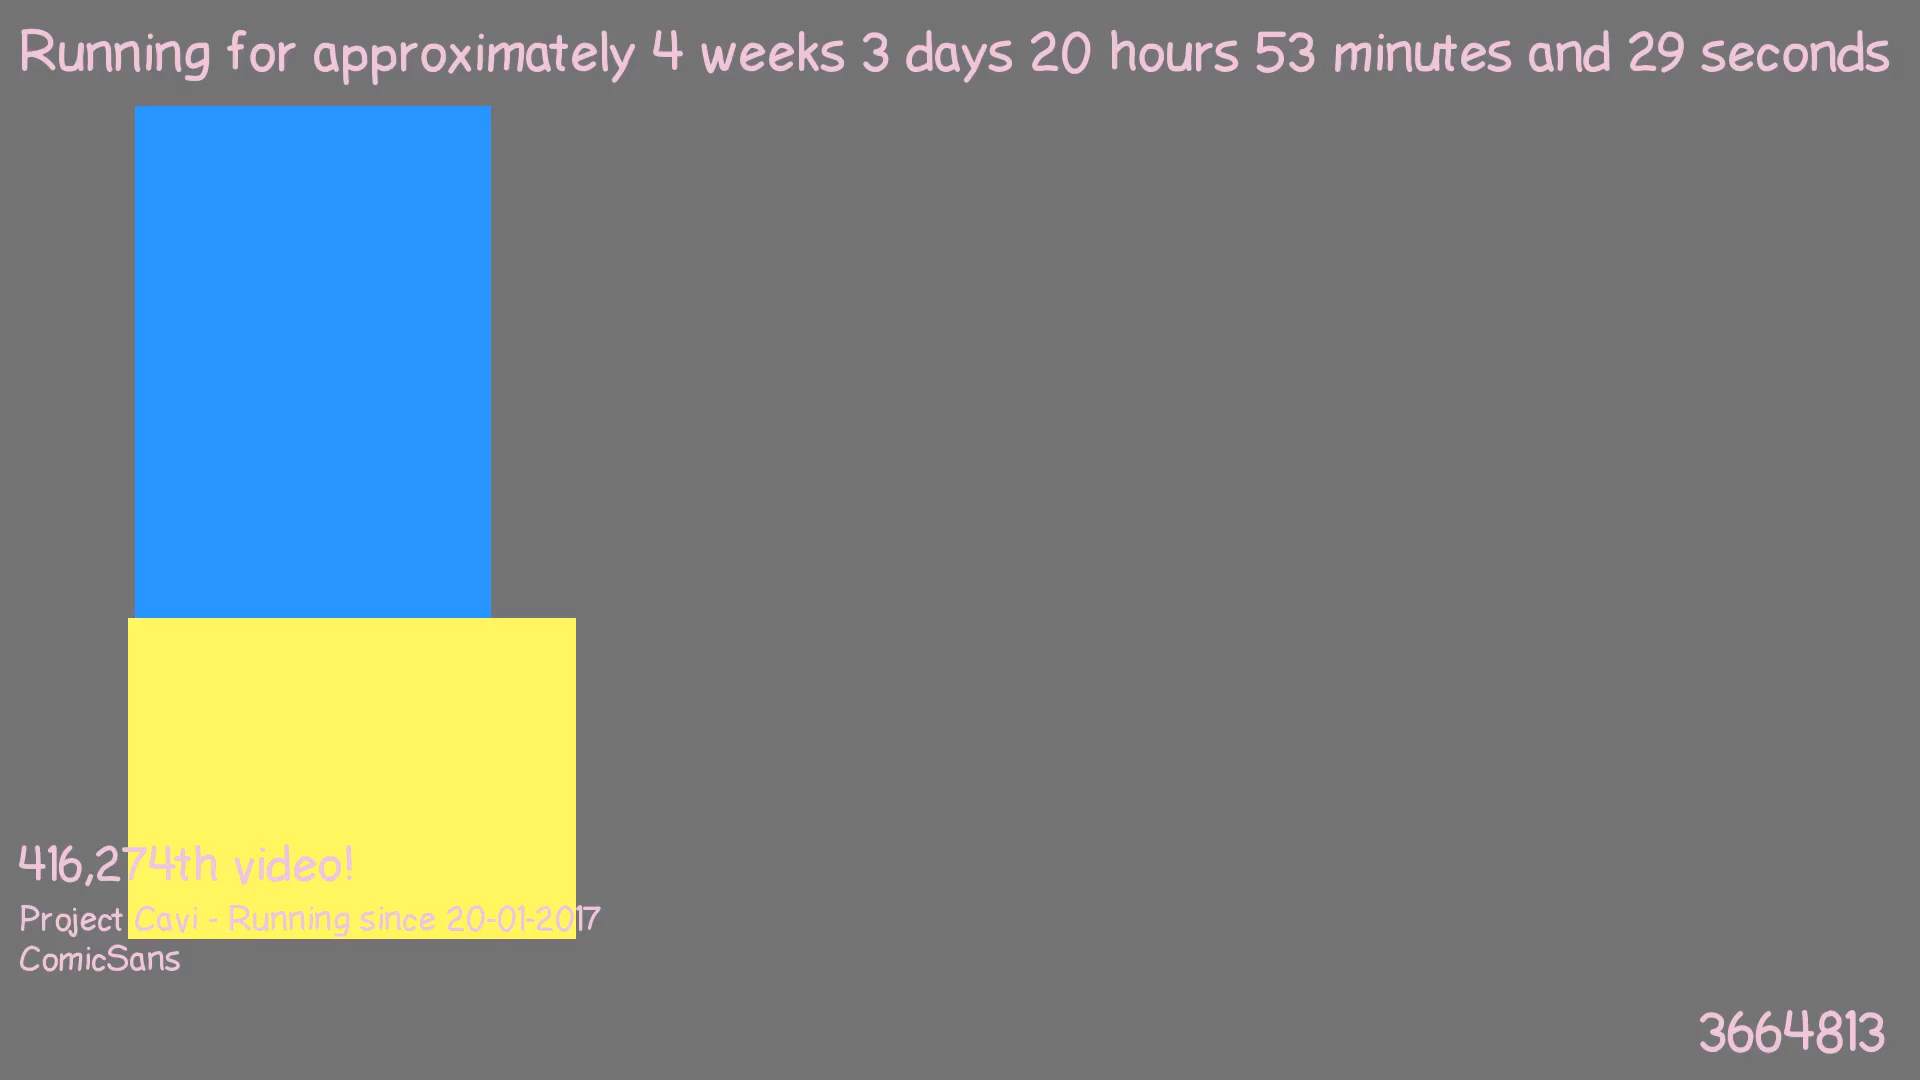 Running for approximately 4 weeks 3 days 20 hours 53 minutes and 29 seconds
416,274th video!
Project Cavi - Running since 20-01-2017
ComicSans
3664813